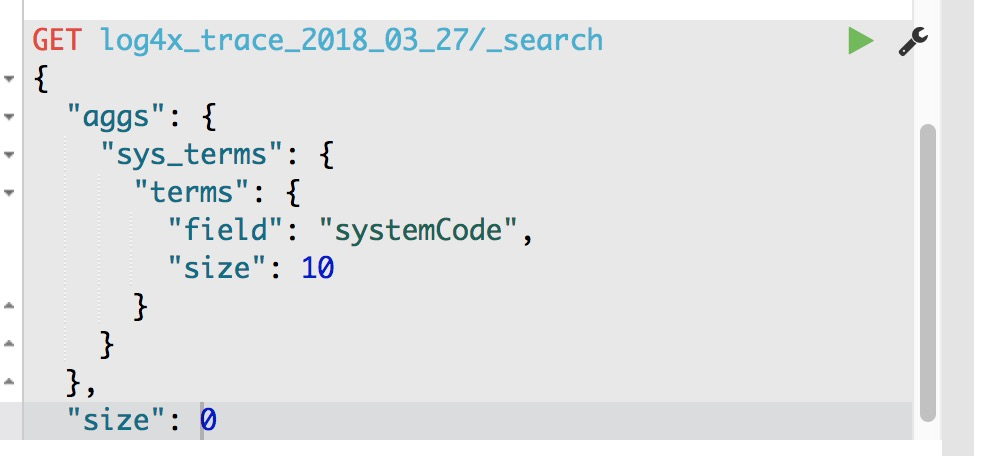 GET log4x_trace_2018_03_27/_search
{
  "aggs": {
    "sys_terms": {
      "terms": {
        "field": "systemCode",
        "size": 10
      }
    }
  },
  "size": 0